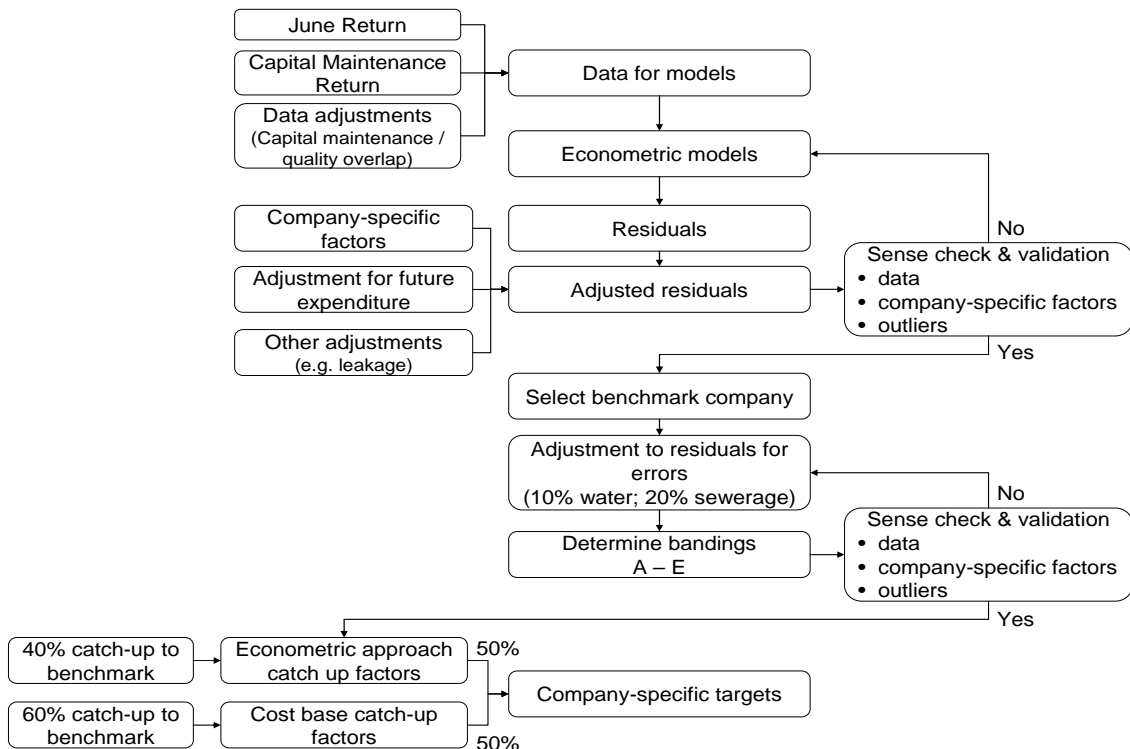 June Return
Capital Maintenance
Return
Data adjustments
(Capital maintenance /
quality overlap)
Data for models
Econometric models
Company-specific
factors
Adjustment for future
expenditure
Other adjustments
(e.g. leakage)
Residuals
Adjusted residuals
No
Sense check & validation
• data
• company-specific factors
• outliers
Yes
Select benchmark company
Adjustment to residuals for
errors
(10% water; 20% sewerage)
Determine bandings
A – E
No
Sense check & validation
• data
• company-specific factors
• outliers
Yes
40% catch-up to
benchmark
Econometric approach
catch up factors
50%
60% catch-up to
benchmark
Cost base catch-up
factors
50%
Company-specific targets